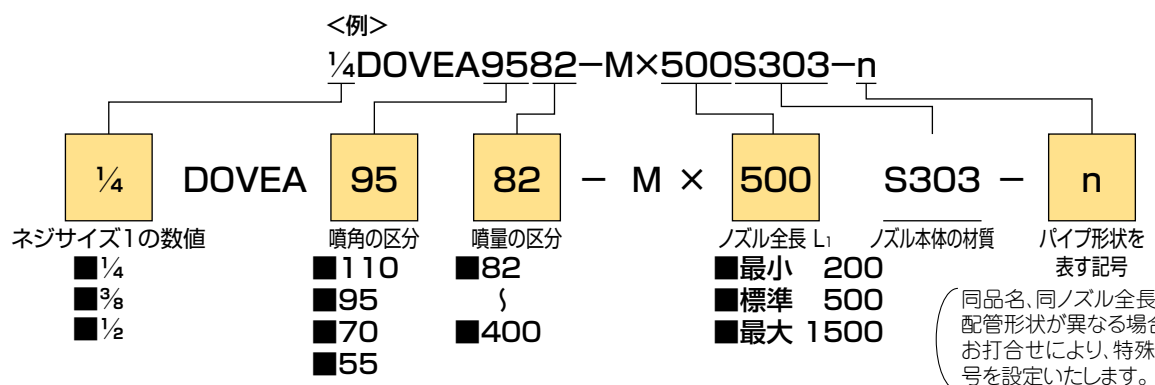 <例>
¼DOVEA9582−M×500S303−n
¼ DOVEA 95 82 − M × 500 S303 − n
ネジサイズ1の数値 噴角の区分 噴量の区分 ノズル全長 L₁ ノズル本体の材質 パイプ形状を
表す記号
■¼ ■110 ■82 ■最小 200
■⅜ ■95 〜 ■標準 500
■½ ■70 ■400 ■最大 1500
■55
同品名、同ノズル全長
配管形状が異なる場合
お打合せにより、特殊
号を設定いたします。